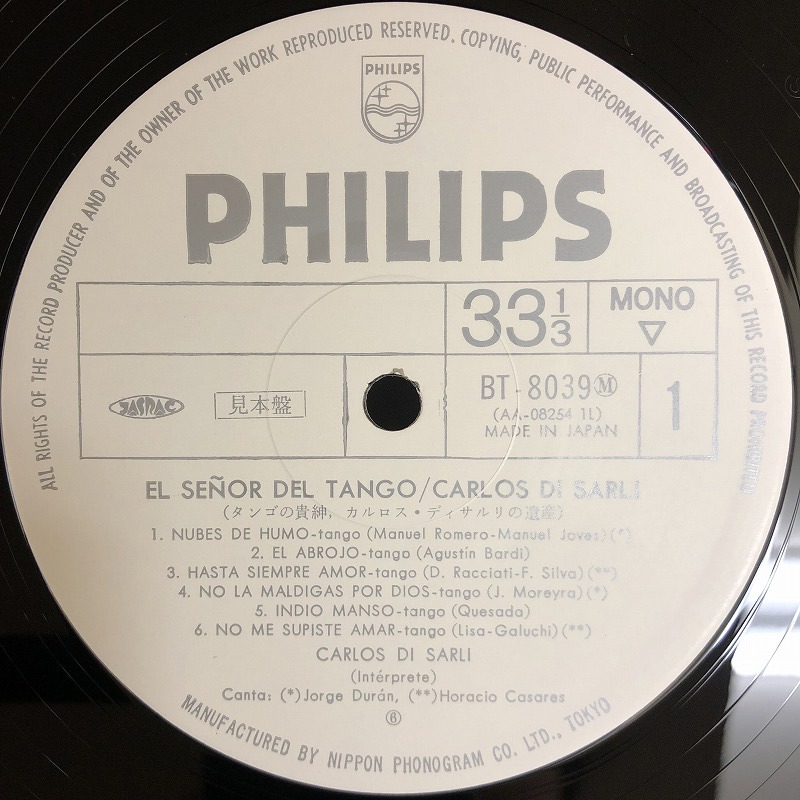 ALL RIGHTS OF THE RECORD PRODUCER AND OF THE OWNER OF THE WORK REPRODUCED RESERVED. COPYING, PUBLIC PERFORMANCE AND BROADCASTING OF THIS RECORD PROHIBITED
PHILIPS
PHILIPS
33 1/3
MONO
▽
JASRAC
見本盤
BT-8039Ⓜ
(AA-08254 1L)
MADE IN JAPAN
1
EL SEÑOR DEL TANGO/CARLOS DI SARLI
(タンゴの貴紳, カルロス・ディサルリの遺産)
1. NUBES DE HUMO-tango (Manuel Romero-Manuel Joves)(*)
2. EL ABROJO-tango (Agustín Bardi)
3. HASTA SIEMPRE AMOR-tango (D. Racciati-F. Silva)(**)
4. NO LA MALDIGAS POR DIOS-tango (J. Moreyra)(*)
5. INDIO MANSO-tango (Quesada)
6. NO ME SUPISTE AMAR-tango (Lisa-Galuchi)(**)
CARLOS DI SARLI
(Intérprete)
Canta: (*)Jorge Durán, (**)Horacio Casares
⑥
MANUFACTURED BY NIPPON PHONOGRAM CO. LTD., TOKYO